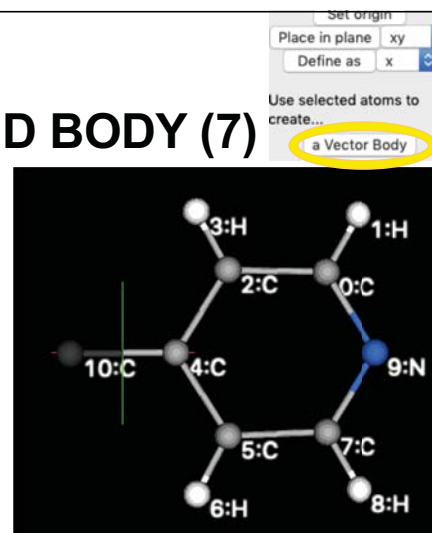 Set origin
Place in plane xy
Define as x
Use selected atoms to
create...
a Vector Body
D BODY (7)
3:H 1:H
2:C 0:C
10:C 4:C 9:N
5:C 7:C
6:H 8:H